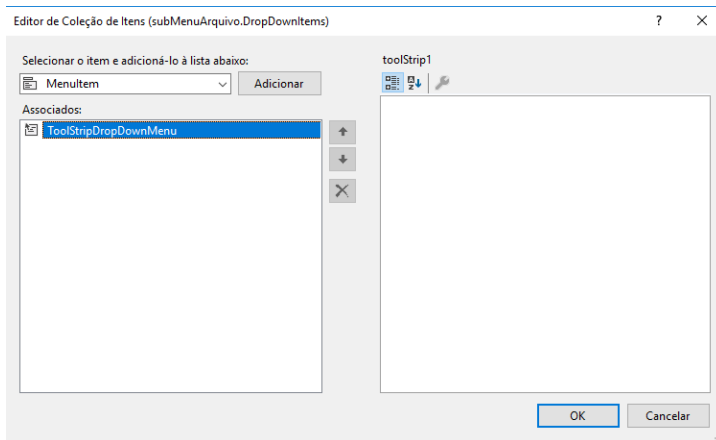 Editor de Coleção de Itens (subMenuArquivo.DropDownItems)
?
Selecionar o item e adicioná-lo à lista abaixo:
MenuItem
Adicionar
Associados:
ToolStripDropDownMenu
toolStrip1
OK
Cancelar